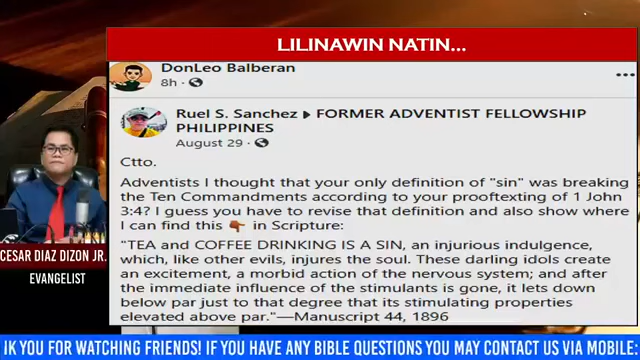 LILINAWIN NATIN...
DonLeo Balberan
8h
Ruel S. Sanchez ▸ FORMER ADVENTIST FELLOWSHIP
PHILIPPINES
August 29
Ctto.
Adventists I thought that your only definition of "sin" was breaking
the Ten Commandments according to your prooftexting of 1 John
3:4? I guess you have to revise that definition and also show where
I can find this 👇 in Scripture:
"TEA and COFFEE DRINKING IS A SIN, an injurious indulgence,
which, like other evils, injures the soul. These darling idols create
an excitement, a morbid action of the nervous system; and after
the immediate influence of the stimulants is gone, it lets down
below par just to that degree that its stimulating properties
elevated above par."—Manuscript 44, 1896
CESAR DIAZ DIZON JR.
EVANGELIST
IK YOU FOR WATCHING FRIENDS! IF YOU HAVE ANY BIBLE QUESTIONS YOU MAY CONTACT US VIA MOBILE: